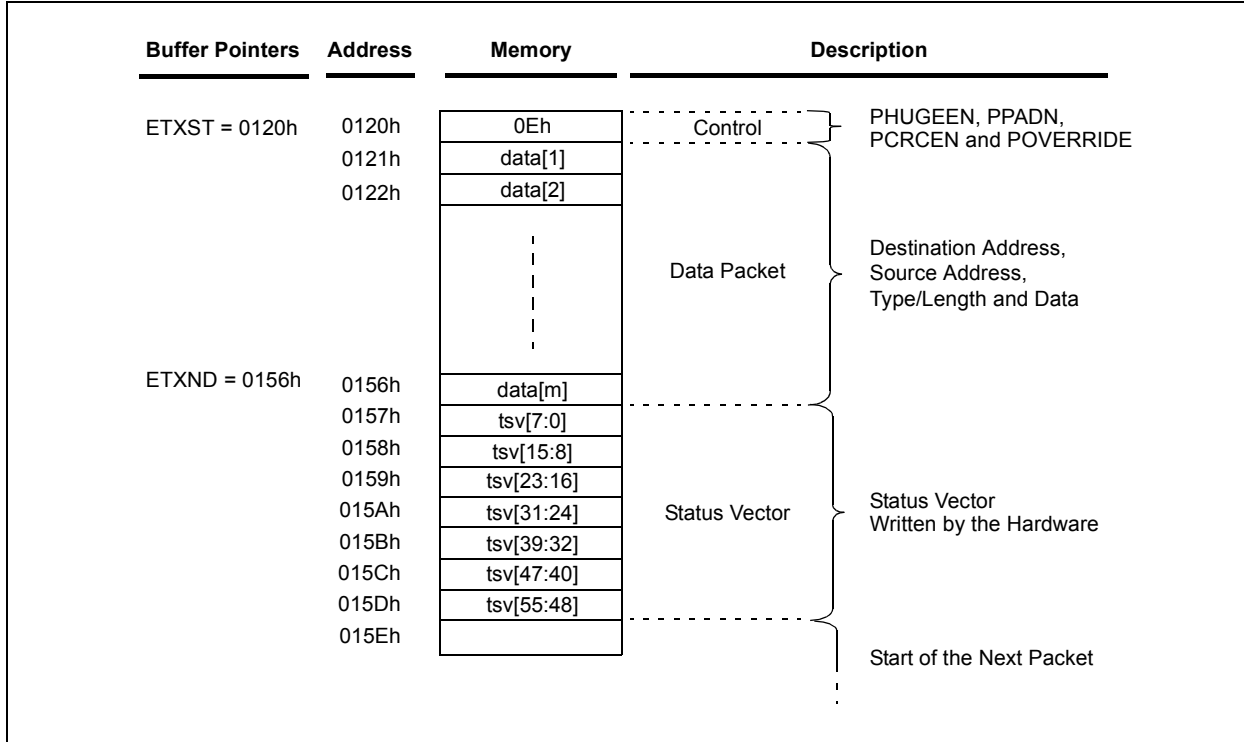 Buffer Pointers Address Memory Description
ETXST = 0120h 0120h 0Eh Control PHUGEEN, PPADN,
PCRCEN and POVERRIDE
0121h data[1]
0122h data[2]
Data Packet Destination Address,
Source Address,
Type/Length and Data
ETXND = 0156h 0156h data[m]
0157h tsv[7:0]
0158h tsv[15:8]
0159h tsv[23:16]
015Ah tsv[31:24] Status Vector Status Vector
Written by the Hardware
015Bh tsv[39:32]
015Ch tsv[47:40]
015Dh tsv[55:48]
015Eh
Start of the Next Packet